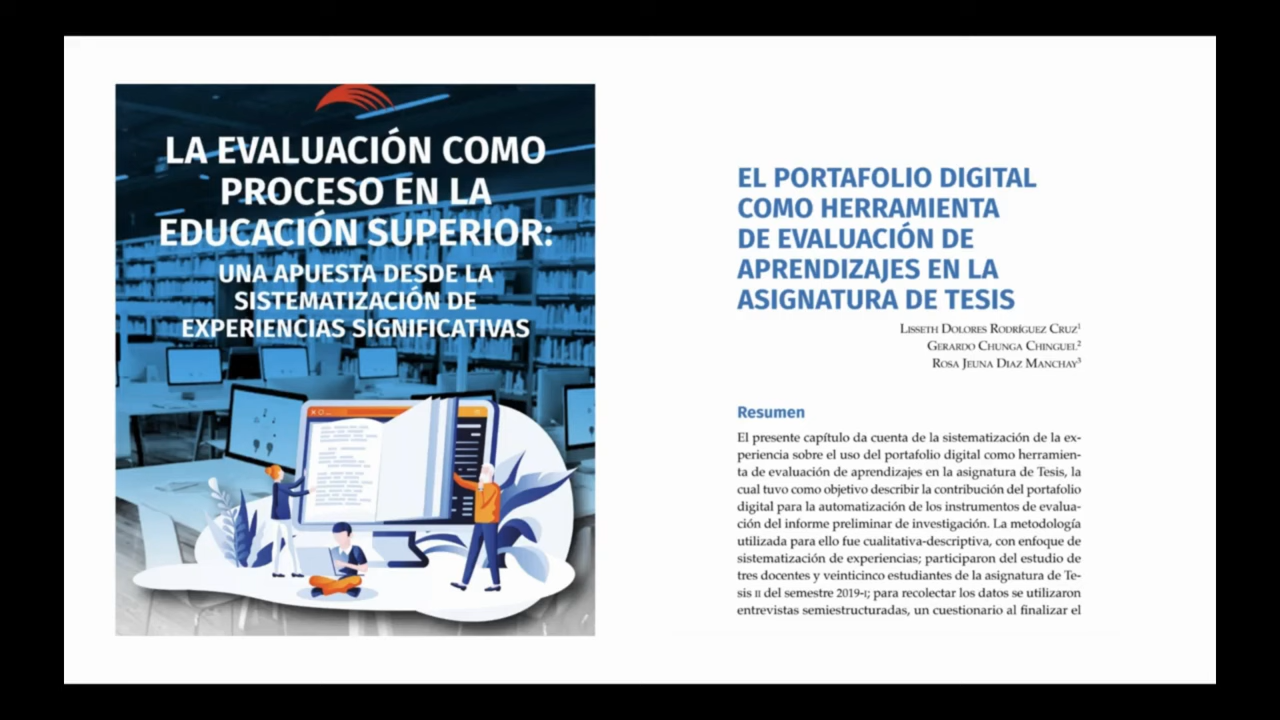 LA EVALUACIÓN COMO
PROCESO EN LA
EDUCACIÓN SUPERIOR:
UNA APUESTA DESDE LA
SISTEMATIZACIÓN DE
EXPERIENCIAS SIGNIFICATIVAS
EL PORTAFOLIO DIGITAL
COMO HERRAMIENTA
DE EVALUACIÓN DE
APRENDIZAJES EN LA
ASIGNATURA DE TESIS
Lisseth Dolores Rodríguez Cruz¹
Gerardo Chunga Chinguel²
Rosa Jeuna Diaz Manchay³
Resumen
El presente capítulo da cuenta de la sistematización de la ex-
periencia sobre el uso del portafolio digital como herramien-
ta de evaluación de aprendizajes en la asignatura de Tesis, la
cual tuvo como objetivo describir la contribución del portafolio
digital para la automatización de los instrumentos de evalua-
ción del informe preliminar de investigación. La metodología
utilizada para ello fue cualitativa-descriptiva, con enfoque de
sistematización de experiencias; participaron del estudio de
tres docentes y veinticinco estudiantes de la asignatura de Te-
sis II del semestre 2019-I; para recolectar los datos se utilizaron
entrevistas semiestructuradas, un cuestionario al finalizar el